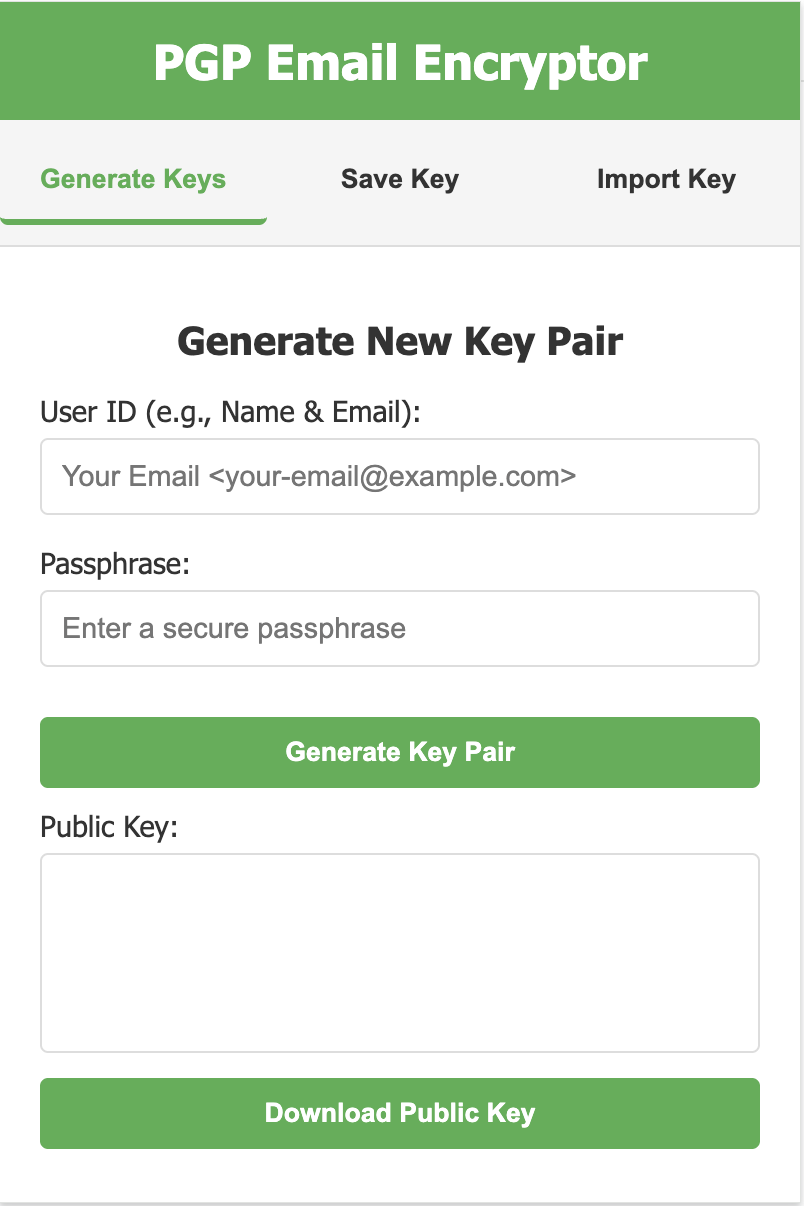 PGP Email Encryptor
Generate Keys Save Key Import Key
Generate New Key Pair
User ID (e.g., Name & Email):
Your Email <your-email@example.com>
Passphrase:
Enter a secure passphrase
Generate Key Pair
Public Key:
Download Public Key